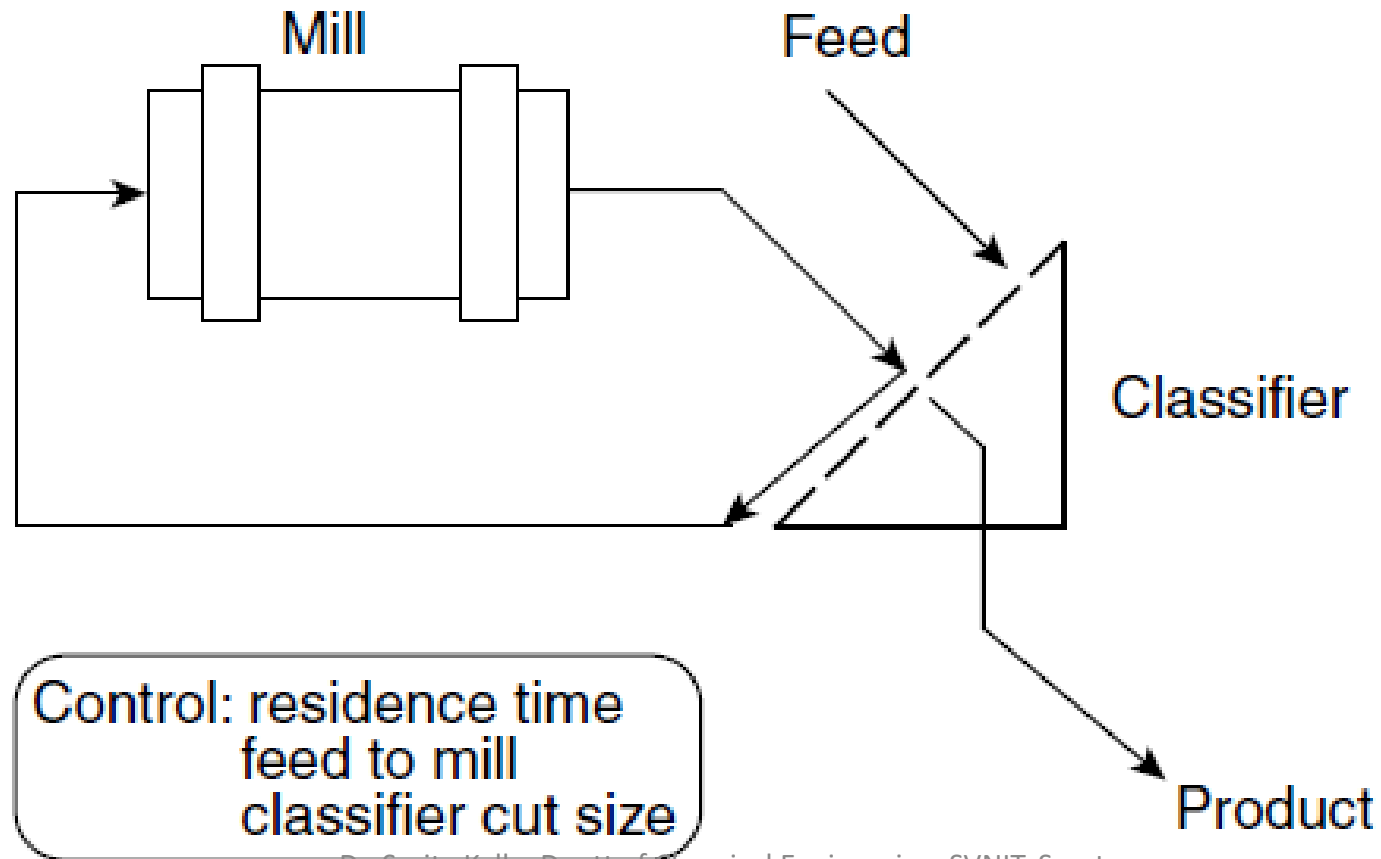 Mill
Feed
Classifier
Control: residence time
feed to mill
classifier cut size
Product